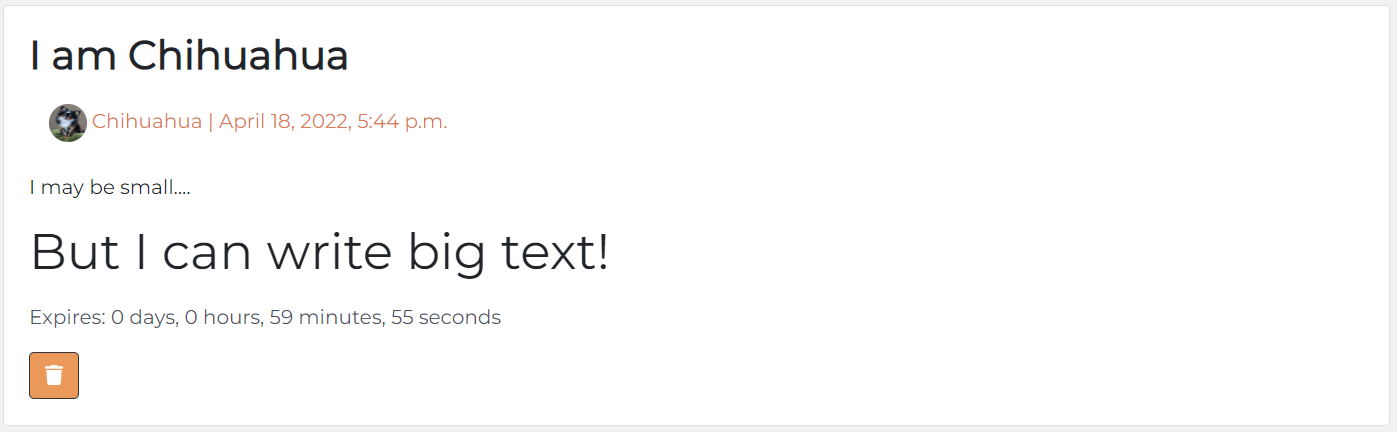 I am Chihuahua
Chihuahua | April 18, 2022, 5:44 p.m.
I may be small....
But I can write big text!
Expires: 0 days, 0 hours, 59 minutes, 55 seconds